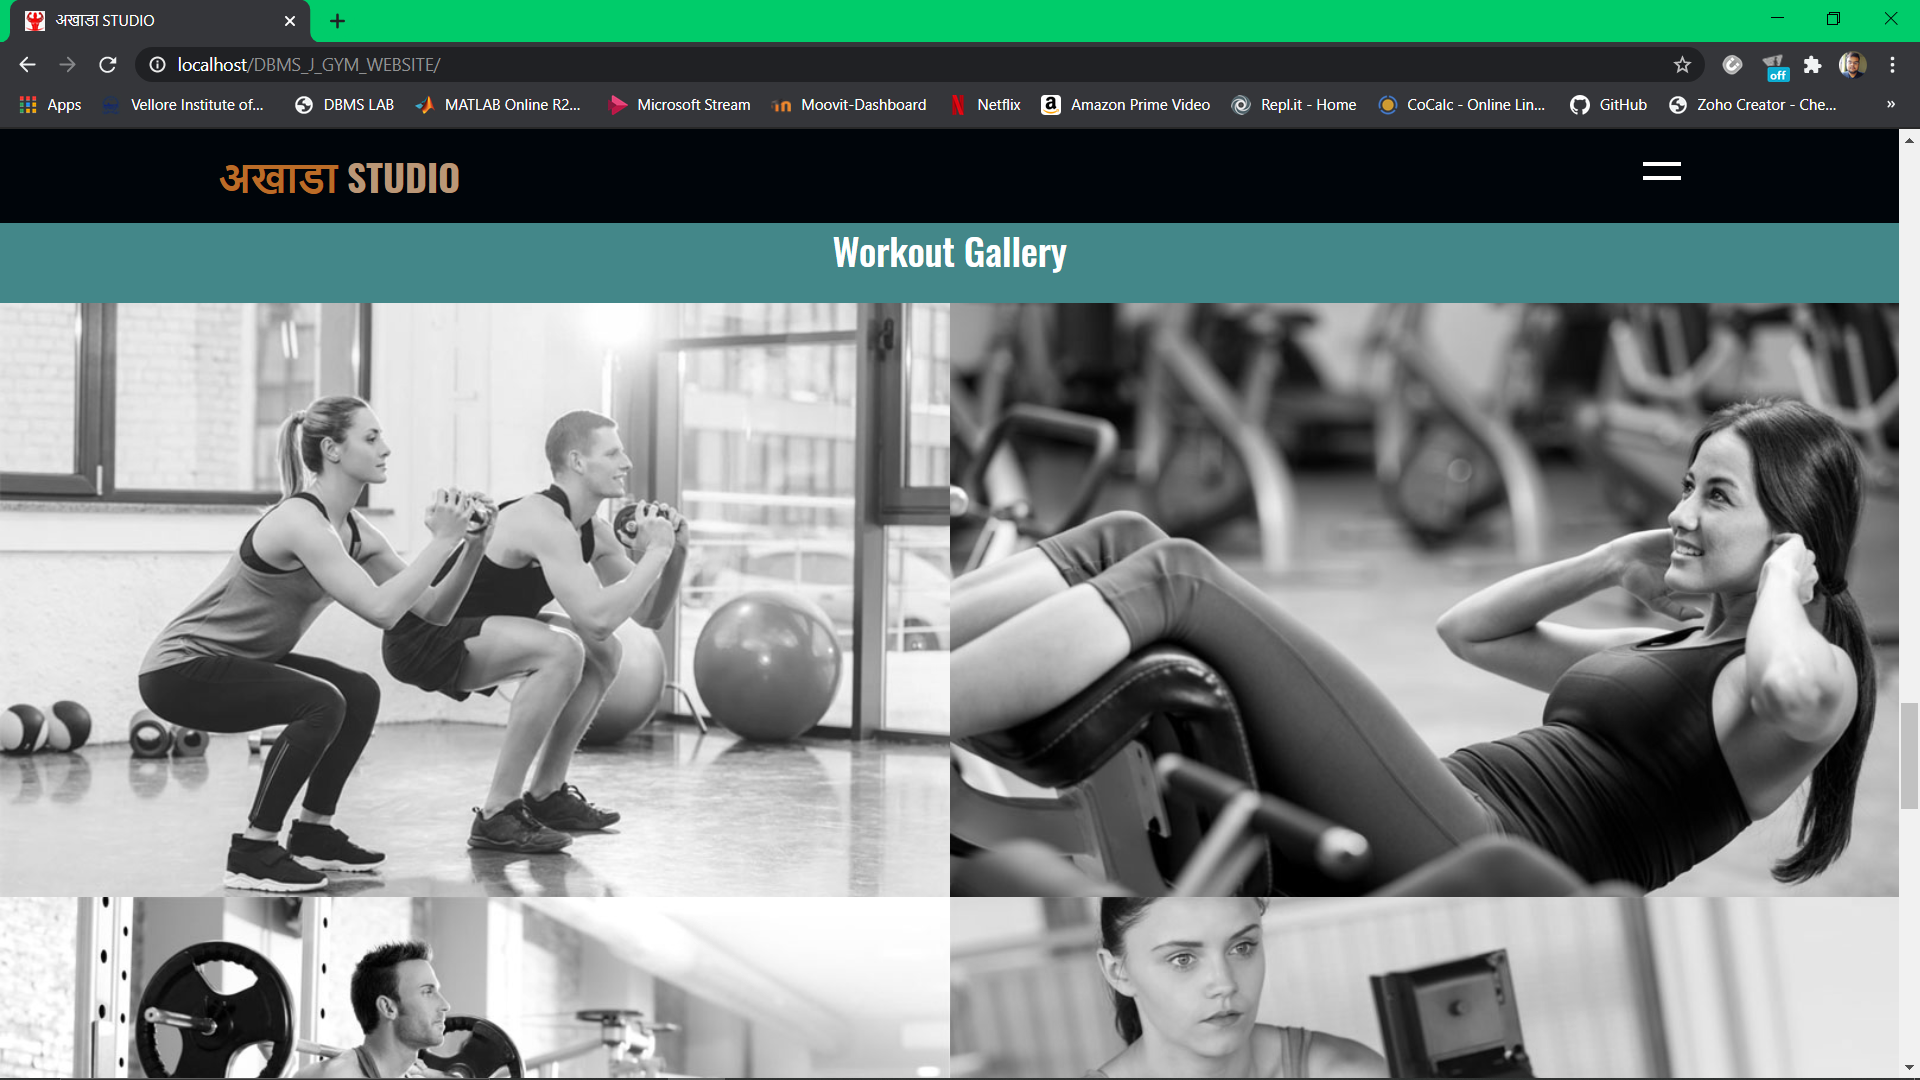 अखाडा STUDIO
localhost/DBMS_J_GYM_WEBSITE/
Apps Vellore Institute of... DBMS LAB MATLAB Online R2... Microsoft Stream Moovit-Dashboard Netflix Amazon Prime Video Repl.it - Home CoCalc - Online Lin... GitHub Zoho Creator - Che... »
off
अखाडा STUDIO
Workout Gallery